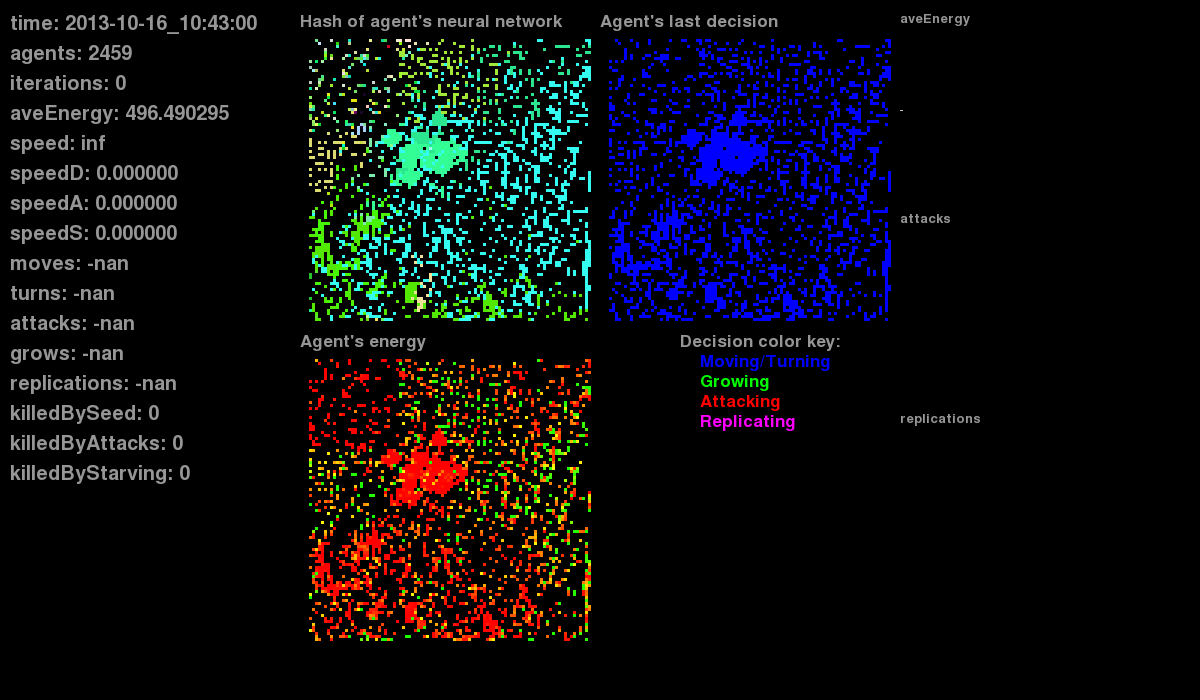 time: 2013-10-16_10:43:00
agents: 2459
iterations: 0
aveEnergy: 496.490295
speed: inf
speedD: 0.000000
speedA: 0.000000
speedS: 0.000000
moves: -nan
turns: -nan
attacks: -nan
grows: -nan
replications: -nan
killedBySeed: 0
killedByAttacks: 0
killedByStarving: 0
Hash of agent's neural network
Agent's last decision
Agent's energy
Decision color key:
Moving/Turning
Growing
Attacking
Replicating
aveEnergy
attacks
replications